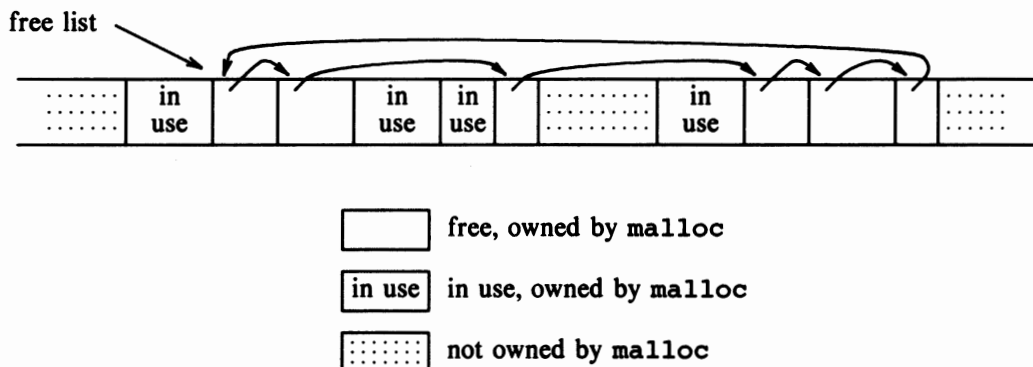 free list
in
use
in
use
in
use
in
use
free, owned by malloc
in use
in use, owned by malloc
not owned by malloc